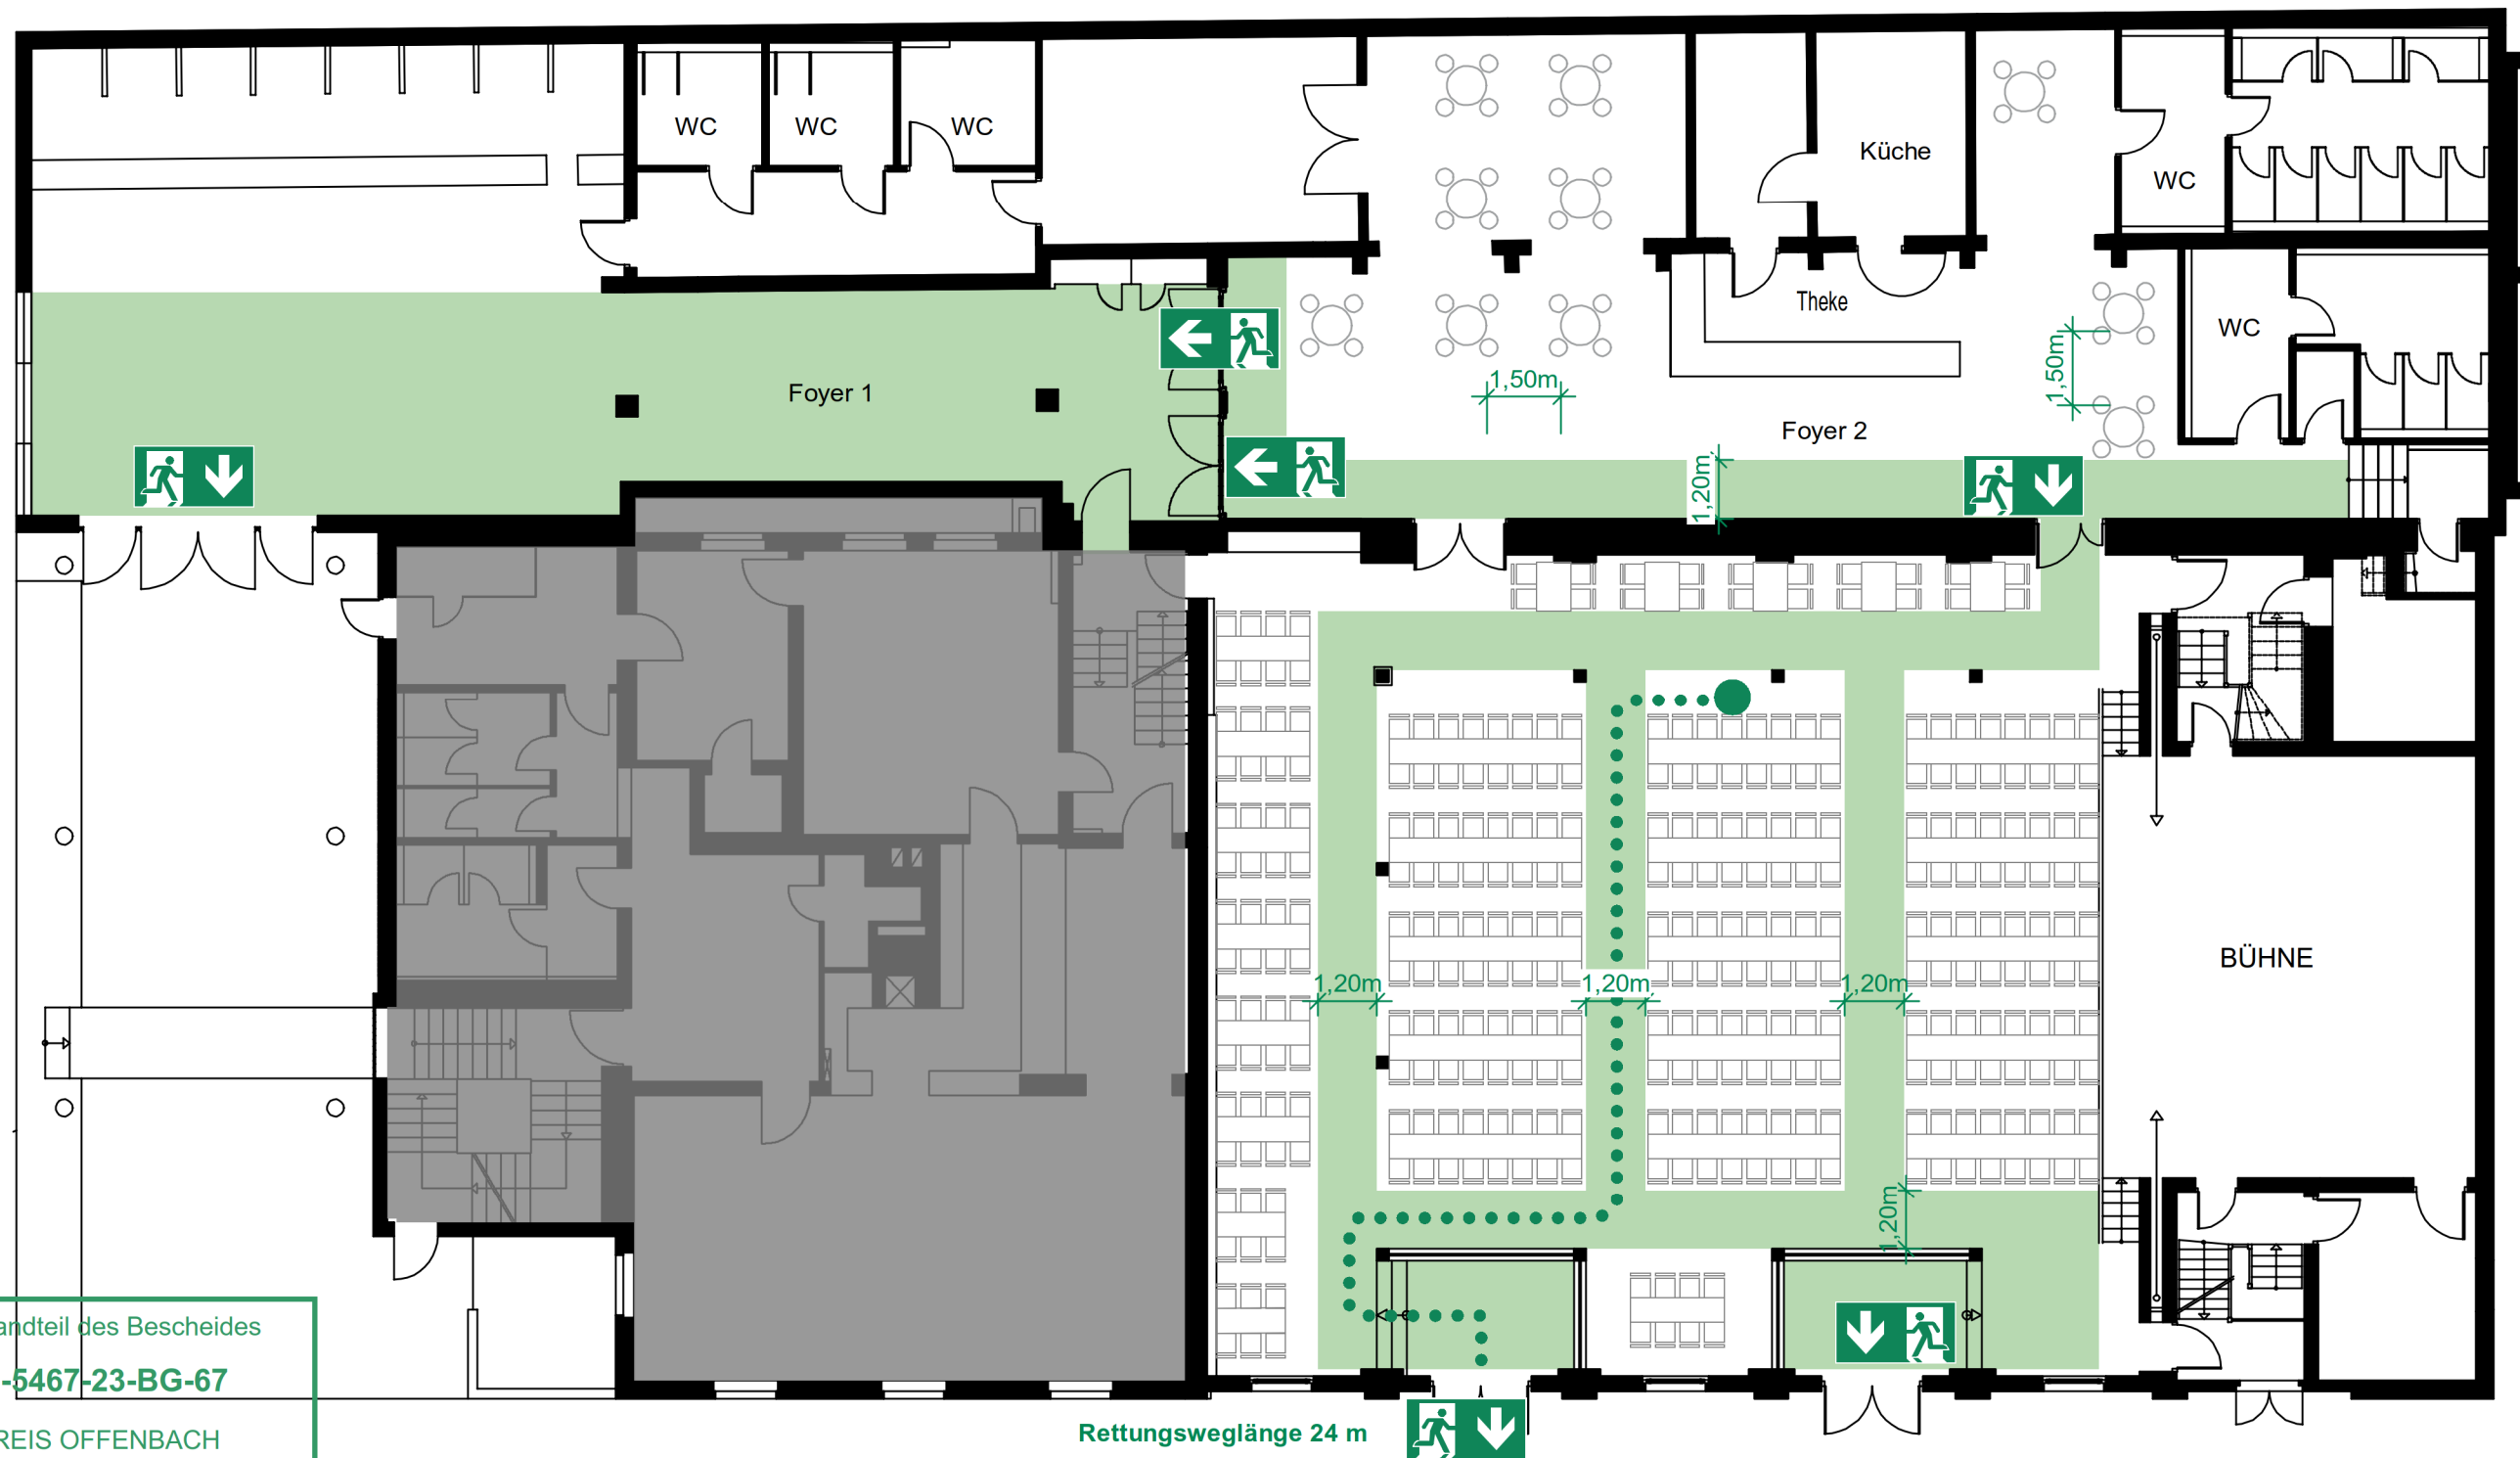 WC
WC
WC
Küche
WC
Theke
WC
Foyer 1
1,50m
1,50m
Foyer 2
1,20m
1,20m
1,20m
1,20m
BÜHNE
1,20m
andteil des Bescheides
-5467-23-BG-67
REIS OFFENBACH
Rettungsweglänge 24 m